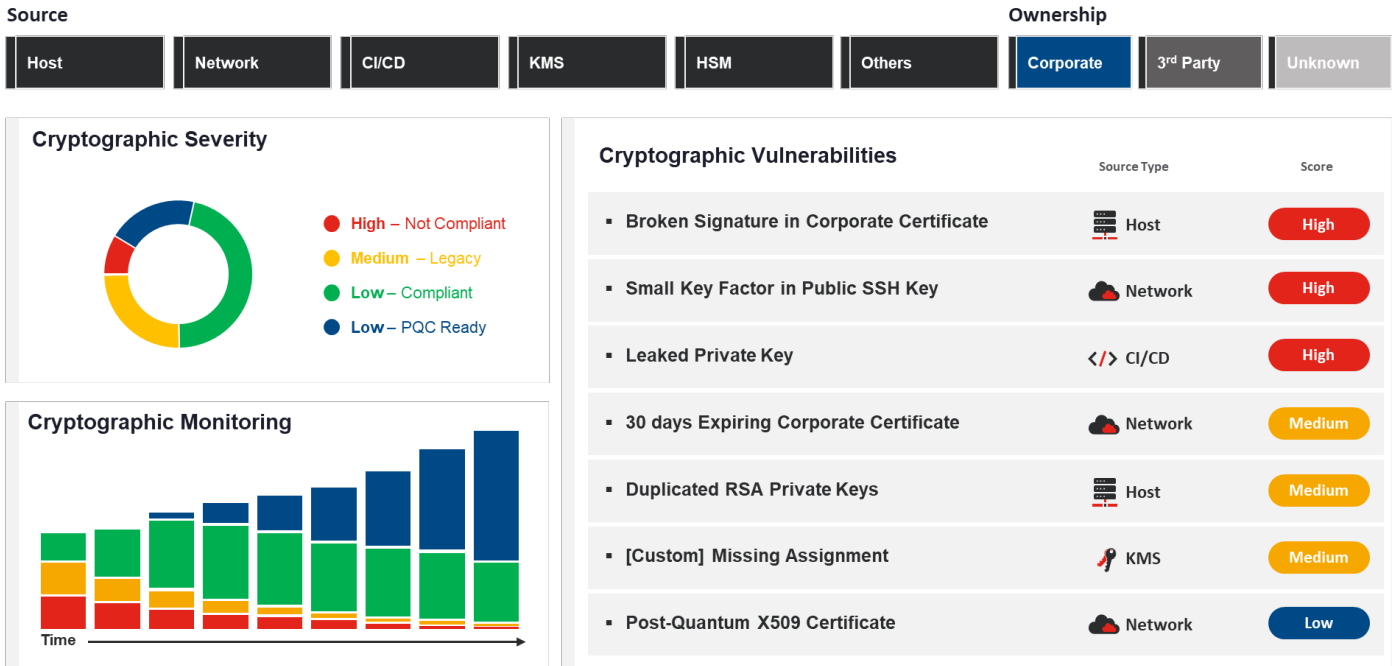 Source
Ownership
Host
Network
CI/CD
KMS
HSM
Others
Corporate
3rd Party
Unknown
Cryptographic Severity
High – Not Compliant
Medium – Legacy
Low – Compliant
Low – PQC Ready
Cryptographic Monitoring
Time
Cryptographic Vulnerabilities
Source Type
Score
▪ Broken Signature in Corporate Certificate Host High
▪ Small Key Factor in Public SSH Key Network High
▪ Leaked Private Key </> CI/CD High
▪ 30 days Expiring Corporate Certificate Network Medium
▪ Duplicated RSA Private Keys Host Medium
▪ [Custom] Missing Assignment KMS Medium
▪ Post-Quantum X509 Certificate Network Low